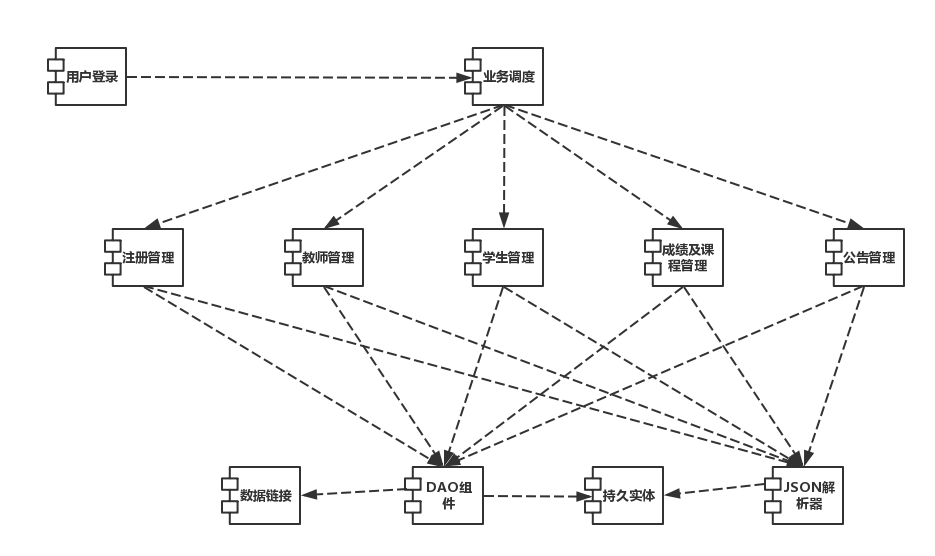 用户登录
业务调度
注册管理
教师管理
学生管理
成绩及课
程管理
公告管理
数据链接
DAO组
件
持久实体
JSON解
析器